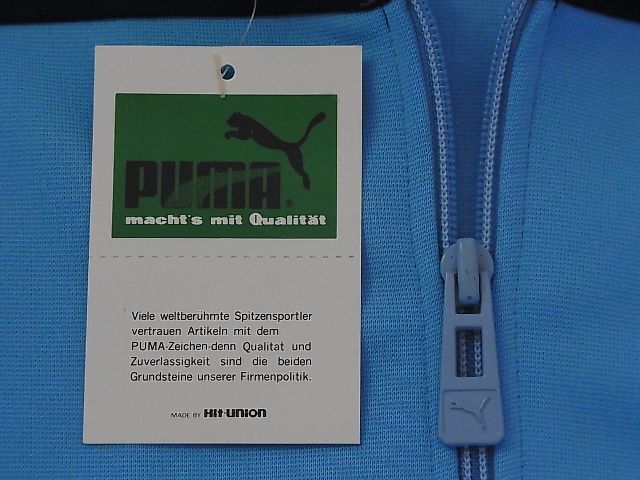 PUMA®
macht's mit Qualität
Viele weltberühmte Spitzensportler
vertrauen Artikeln mit dem
PUMA-Zeichen-denn Qualitat und
Zuverlassigkeit sind die beiden
Grundsteine unserer Firmenpolitik.
MADE BY Hit-UNION